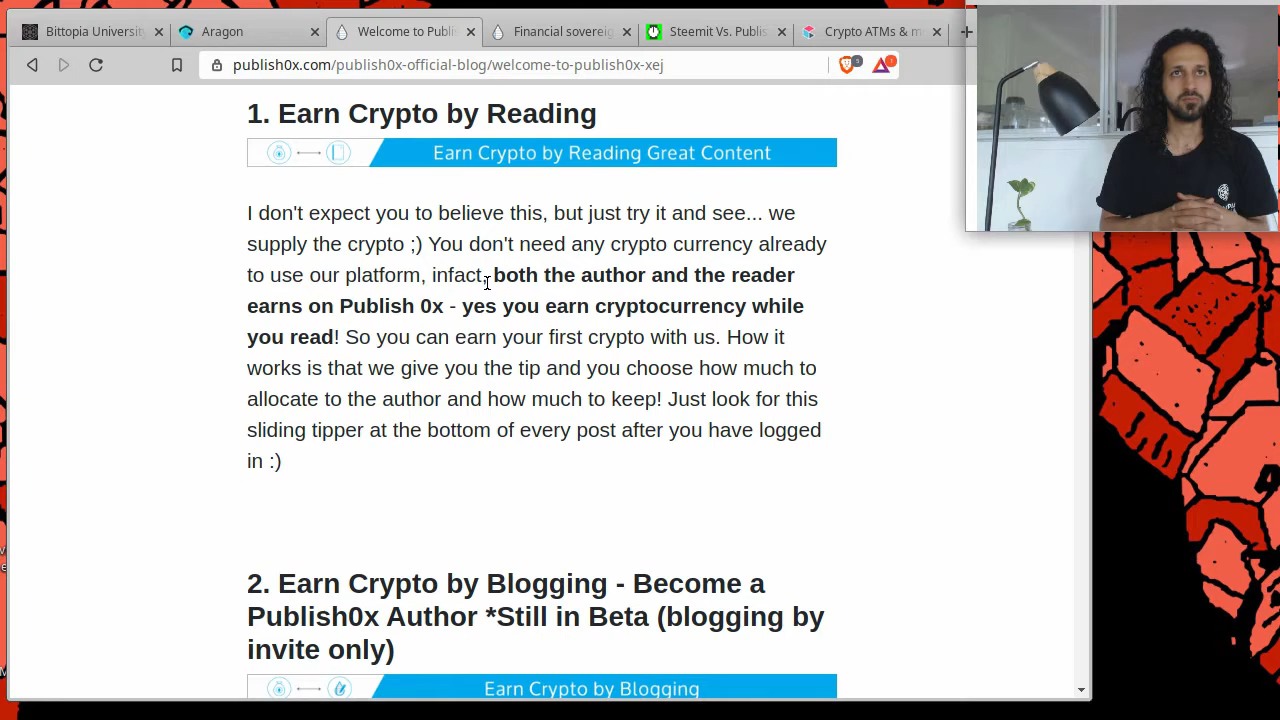 Bittopia University
Aragon
Welcome to Publis
Financial sovereig
Steemit Vs. Publis
Crypto ATMs & m
publish0x.com/publish0x-official-blog/welcome-to-publish0x-xej
1. Earn Crypto by Reading
Earn Crypto by Reading Great Content
I don't expect you to believe this, but just try it and see... we
supply the crypto ;) You don't need any crypto currency already
to use our platform, infact, both the author and the reader
earns on Publish 0x - yes you earn cryptocurrency while
you read! So you can earn your first crypto with us. How it
works is that we give you the tip and you choose how much to
allocate to the author and how much to keep! Just look for this
sliding tipper at the bottom of every post after you have logged
in :)
2. Earn Crypto by Blogging - Become a
Publish0x Author *Still in Beta (blogging by
invite only)
Earn Crypto by Blogging